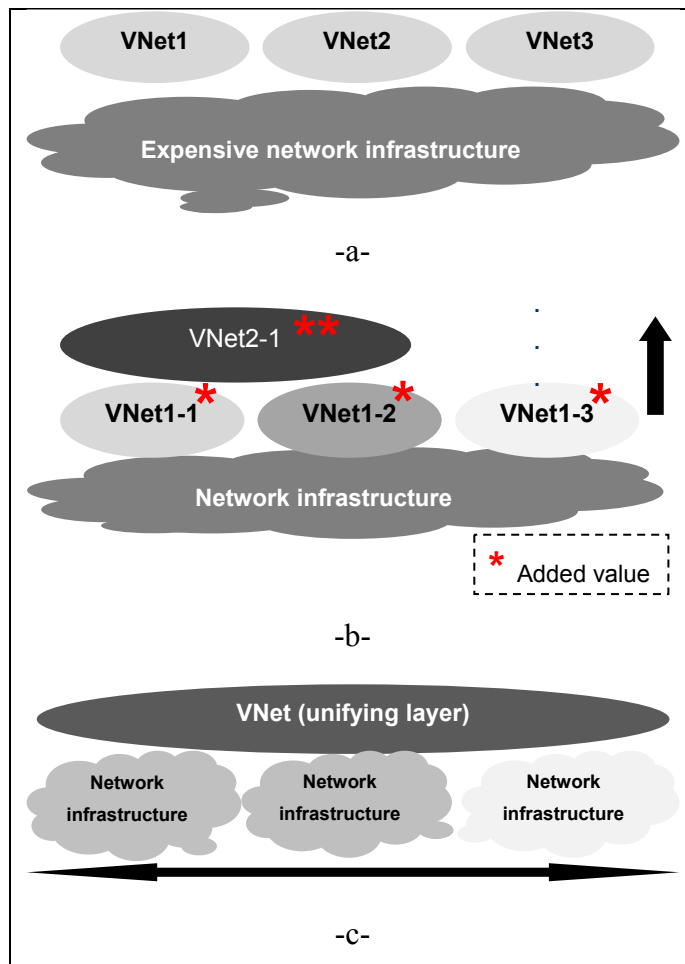 VNet1 VNet2 VNet3
Expensive network infrastructure
-a-
VNet2-1 **
VNet1-1* VNet1-2* VNet1-3*
Network infrastructure
* Added value
-b-
VNet (unifying layer)
Network Network Network
infrastructure infrastructure infrastructure
-c-